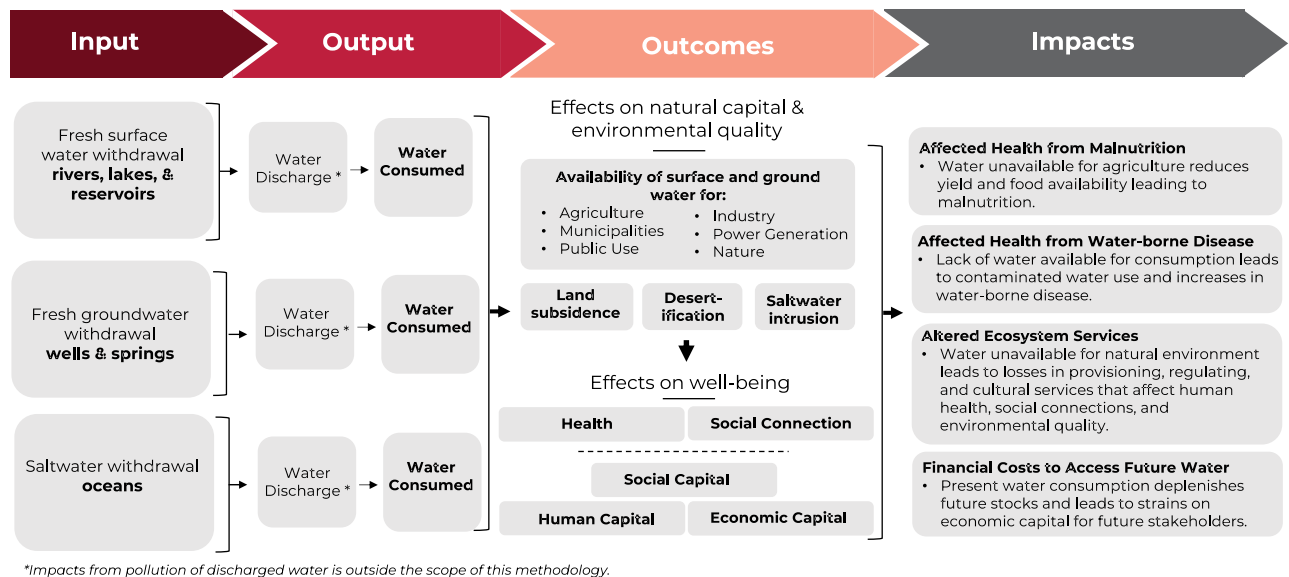 Input
Output
Outcomes
Impacts
Fresh surface
water withdrawal
rivers, lakes, &
reservoirs
Water
Discharge *
Water
Consumed
Fresh groundwater
withdrawal
wells & springs
Water
Discharge *
Water
Consumed
Saltwater withdrawal
oceans
Water
Discharge *
Water
Consumed
Effects on natural capital &
environmental quality
Availability of surface and ground
water for:
• Agriculture
• Municipalities
• Public Use
• Industry
• Power Generation
• Nature
Land
subsidence
Desert-
ification
Saltwater
intrusion
Effects on well-being
Health
Social Connection
Social Capital
Human Capital
Economic Capital
Affected Health from Malnutrition
• Water unavailable for agriculture reduces
yield and food availability leading to
malnutrition.
Affected Health from Water-borne Disease
• Lack of water available for consumption leads
to contaminated water use and increases in
water-borne disease.
Altered Ecosystem Services
• Water unavailable for natural environment
leads to losses in provisioning, regulating,
and cultural services that affect human
health, social connections, and
environmental quality.
Financial Costs to Access Future Water
• Present water consumption deplenishes
future stocks and leads to strains on
economic capital for future stakeholders.
*Impacts from pollution of discharged water is outside the scope of this methodology.